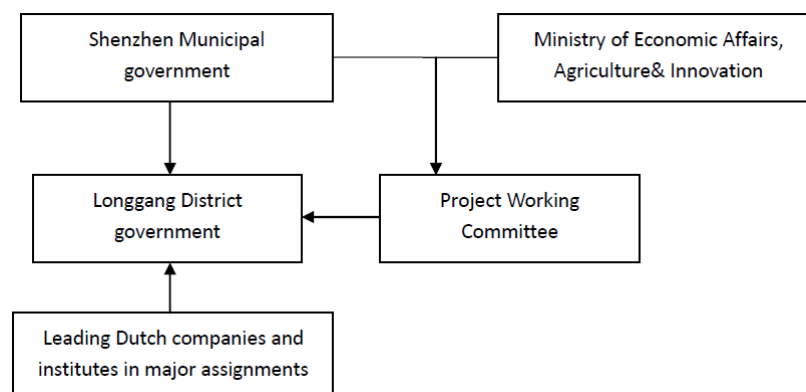 Shenzhen Municipal
government
Ministry of Economic Affairs,
Agriculture& Innovation
Longgang District
government
Project Working
Committee
Leading Dutch companies and
institutes in major assignments